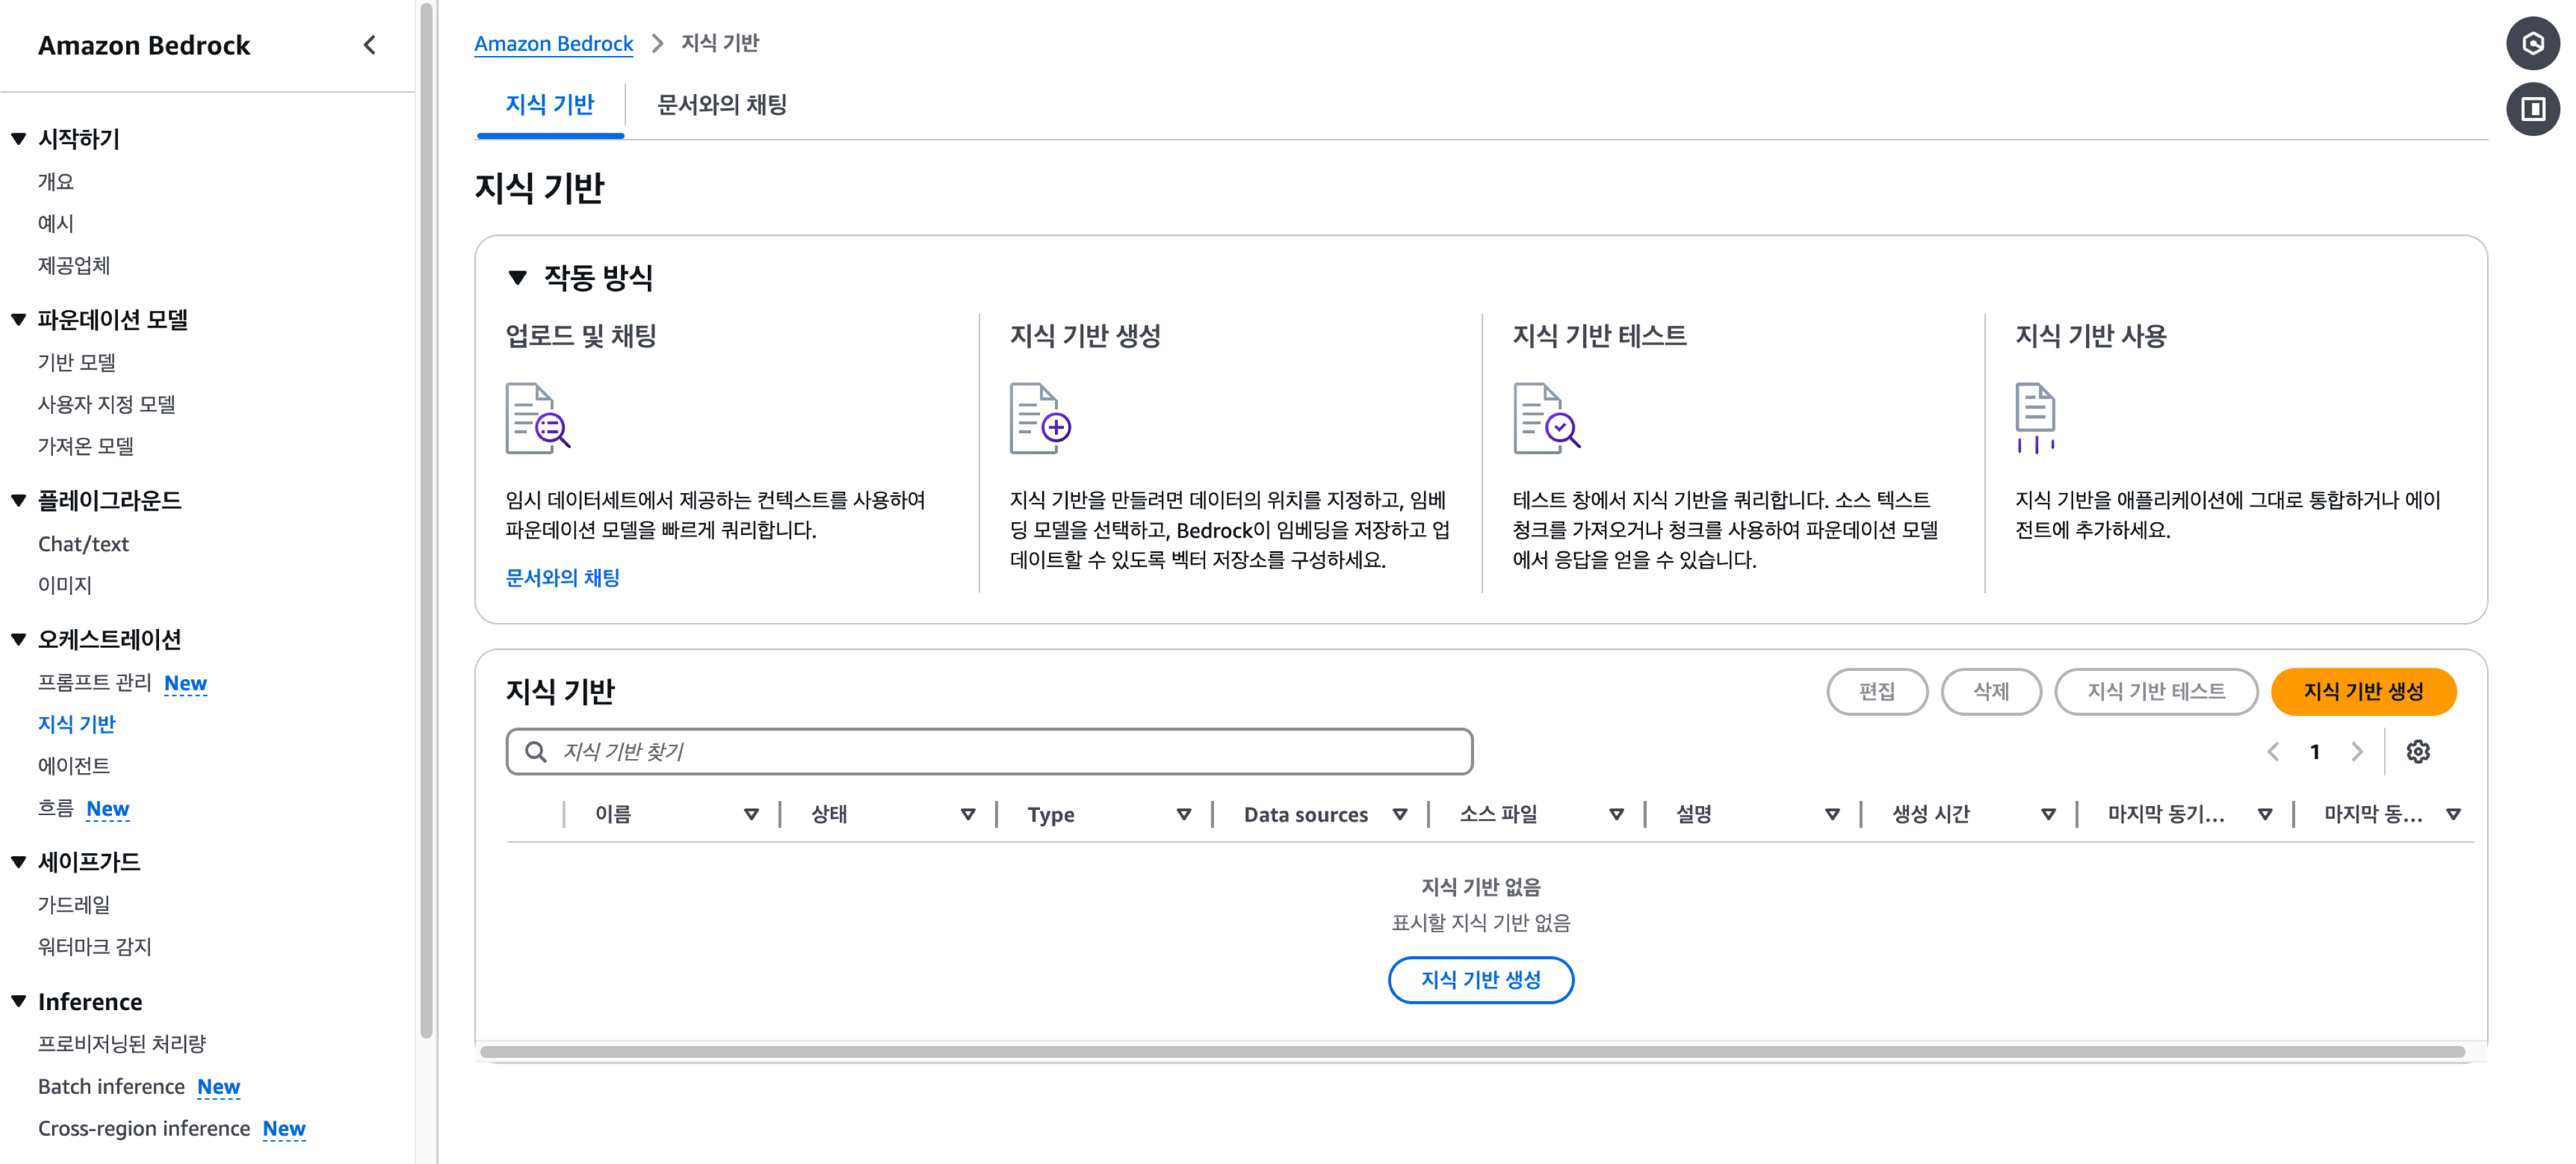 Amazon Bedrock
시작하기
개요
예시
제공업체
파운데이션 모델
기반 모델
사용자 지정 모델
가져온 모델
플레이그라운드
Chat/text
이미지
오케스트레이션
프롬프트 관리 New
지식 기반
에이전트
흐름 New
세이프가드
가드레일
워터마크 감지
Inference
프로비저닝된 처리량
Batch inference New
Cross-region inference New
Amazon Bedrock > 지식 기반
지식 기반 문서와의 채팅
지식 기반
작동 방식
업로드 및 채팅
임시 데이터세트에서 제공하는 컨텍스트를 사용하여
파운데이션 모델을 빠르게 쿼리합니다.
문서와의 채팅
지식 기반 생성
지식 기반을 만들려면 데이터의 위치를 지정하고, 임베
딩 모델을 선택하고, Bedrock이 임베딩을 저장하고 업
데이트할 수 있도록 벡터 저장소를 구성하세요.
지식 기반 테스트
테스트 창에서 지식 기반을 쿼리합니다. 소스 텍스트
청크를 가져오거나 청크를 사용하여 파운데이션 모델
에서 응답을 얻을 수 있습니다.
지식 기반 사용
지식 기반을 애플리케이션에 그대로 통합하거나 에이
전트에 추가하세요.
지식 기반
편집 삭제 지식 기반 테스트 지식 기반 생성
지식 기반 찾기
1
이름 상태 Type Data sources 소스 파일 설명 생성 시간 마지막 동기... 마지막 동...
지식 기반 없음
표시할 지식 기반 없음
지식 기반 생성